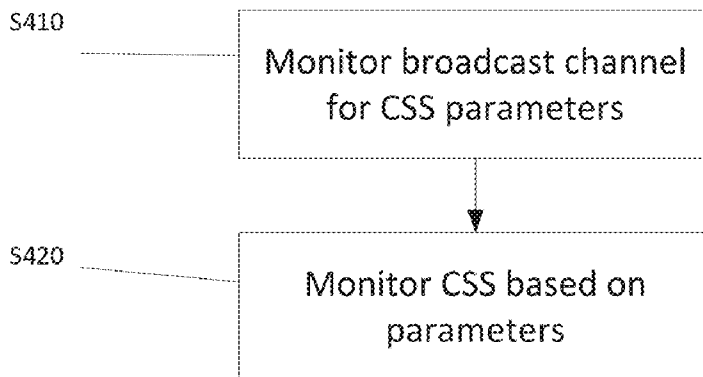 S410
Monitor broadcast channel
for CSS parameters
S420
Monitor CSS based on
parameters